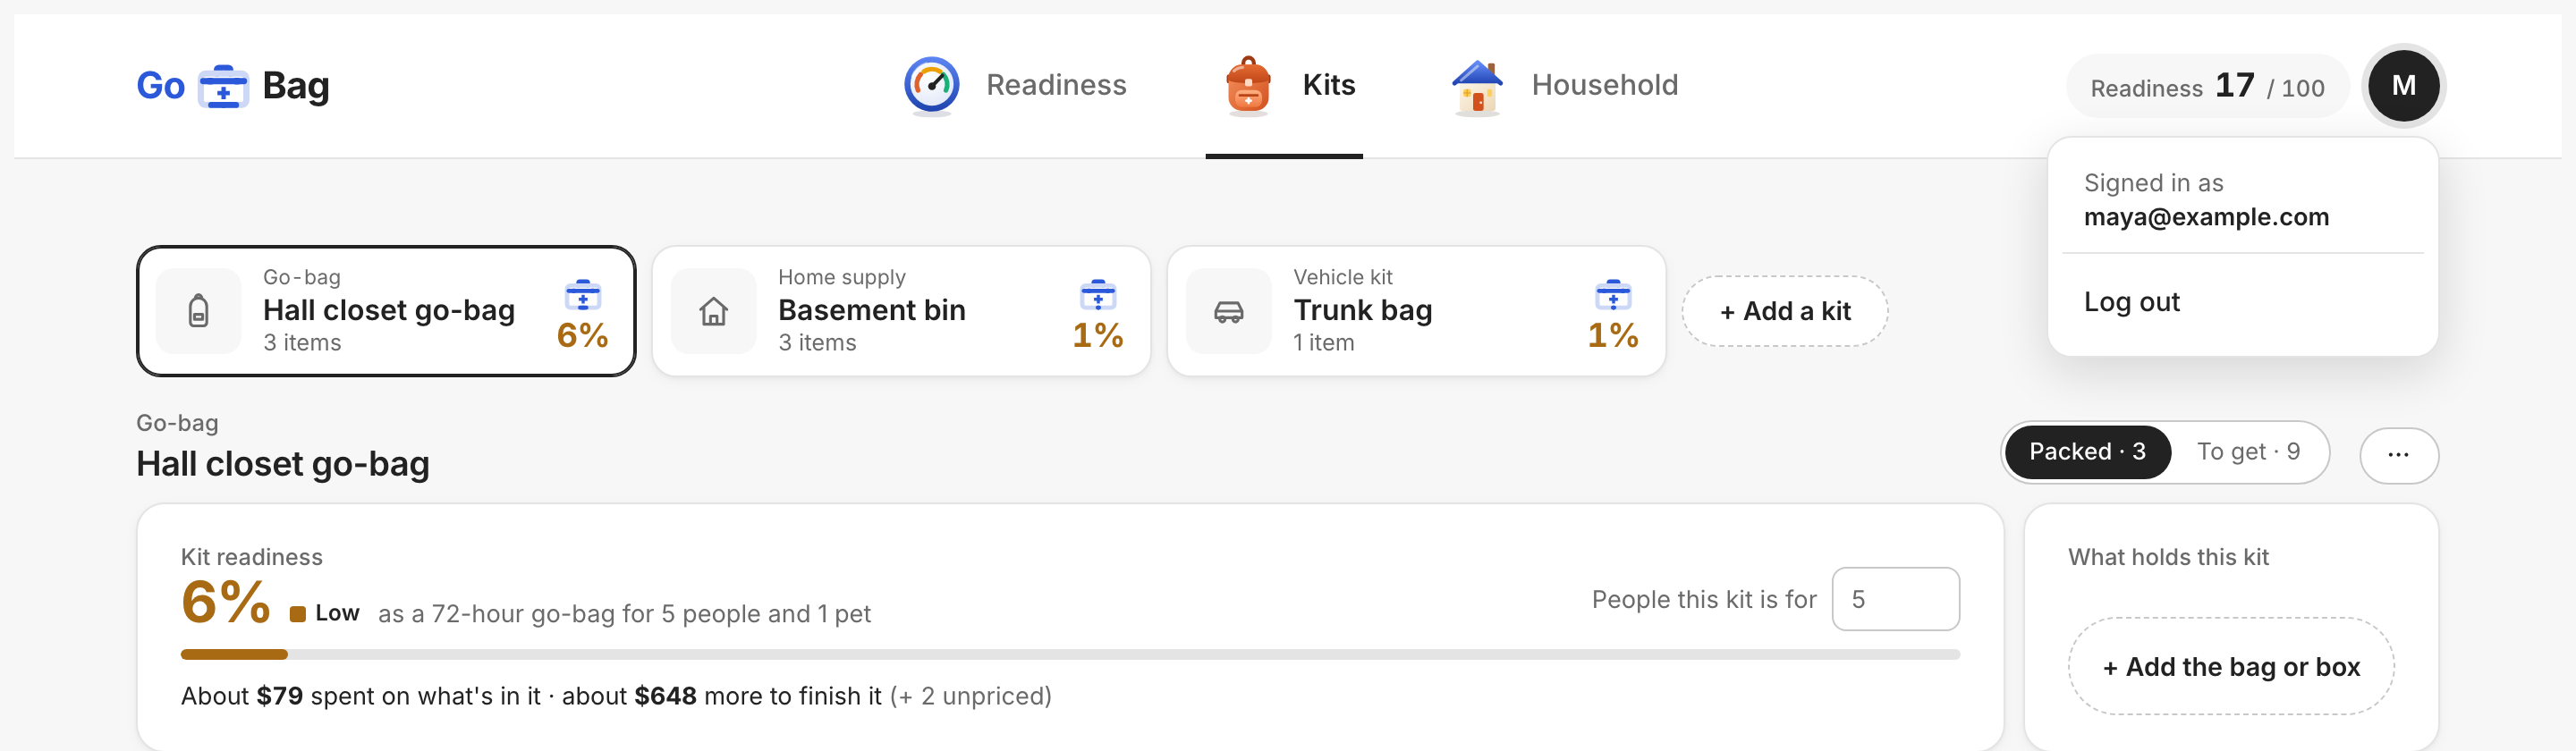 Go Bag
Readiness
Kits
Household
Readiness 17 / 100
M
Signed in as
maya@example.com
Log out
Go-bag
Hall closet go-bag
3 items
6%
Home supply
Basement bin
3 items
1%
Vehicle kit
Trunk bag
1 item
1%
+ Add a kit
Go-bag
Hall closet go-bag
Packed · 3
To get · 9
···
Kit readiness
6% Low as a 72-hour go-bag for 5 people and 1 pet
People this kit is for 5
About $79 spent on what's in it · about $648 more to finish it (+ 2 unpriced)
What holds this kit
+ Add the bag or box